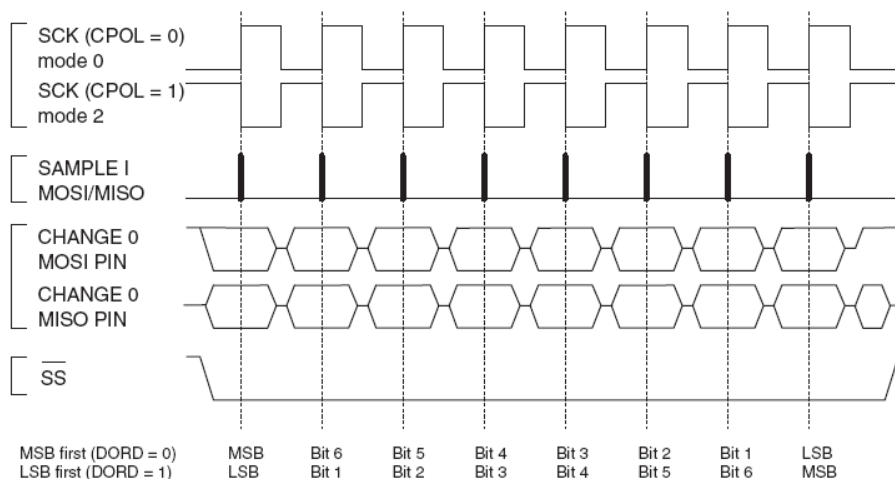 SCK (CPOL = 0)
mode 0
SCK (CPOL = 1)
mode 2
SAMPLE I
MOSI/MISO
CHANGE 0
MOSI PIN
CHANGE 0
MISO PIN
SS
MSB first (DORD = 0) MSB Bit 6 Bit 5 Bit 4 Bit 3 Bit 2 Bit 1 LSB
LSB first (DORD = 1) LSB Bit 1 Bit 2 Bit 3 Bit 4 Bit 5 Bit 6 MSB